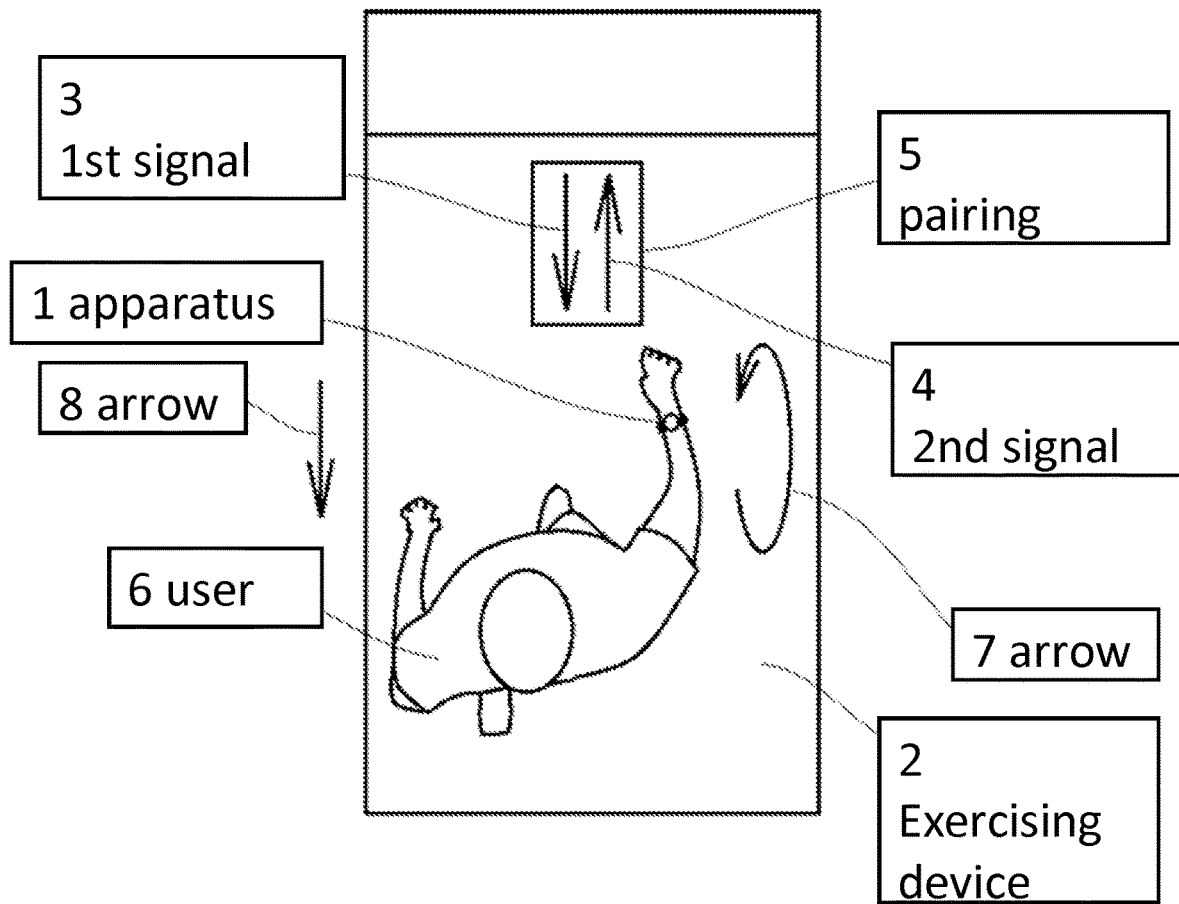 3
1st signal
5
pairing
1 apparatus
8 arrow
4
2nd signal
6 user
7 arrow
2
Exercising
device